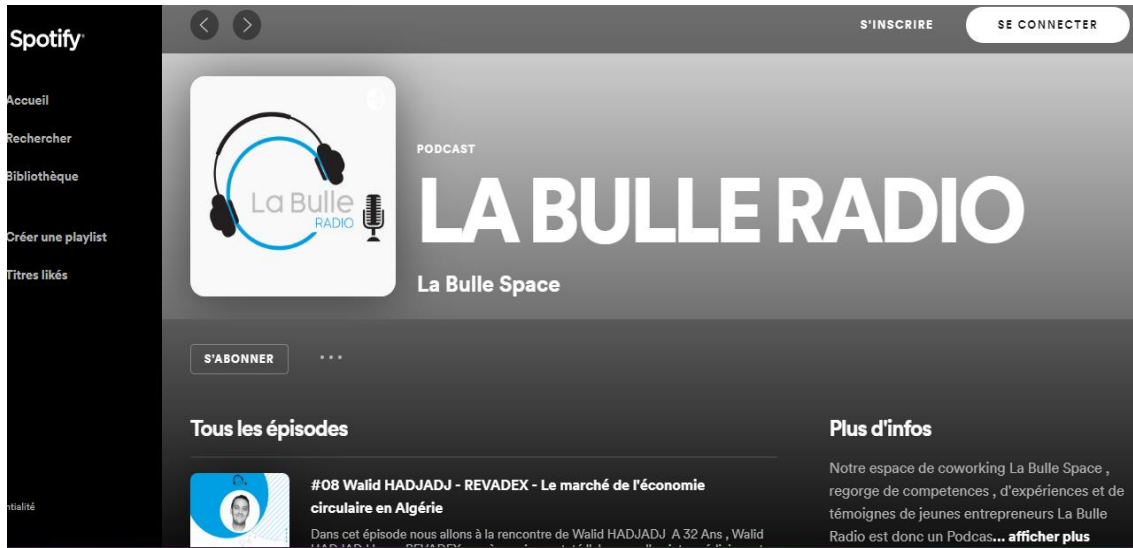 Spotify
Accueil
Rechercher
Bibliothèque
Créer une playlist
Titres likés
ntialité
S'INSCRIRE
SE CONNECTER
La Bulle
RADIO
PODCAST
LA BULLE RADIO
La Bulle Space
S'ABONNER
Tous les épisodes
#08 Walid HADJADJ - REVADEX - Le marché de l'économie
circulaire en Algérie
Dans cet épisode nous allons à la rencontre de Walid HADJADJ A 32 Ans , Walid
Plus d'infos
Notre espace de coworking La Bulle Space ,
regorge de competences , d'expériences et de
témoignes de jeunes entrepreneurs La Bulle
Radio est donc un Podcas... afficher plus